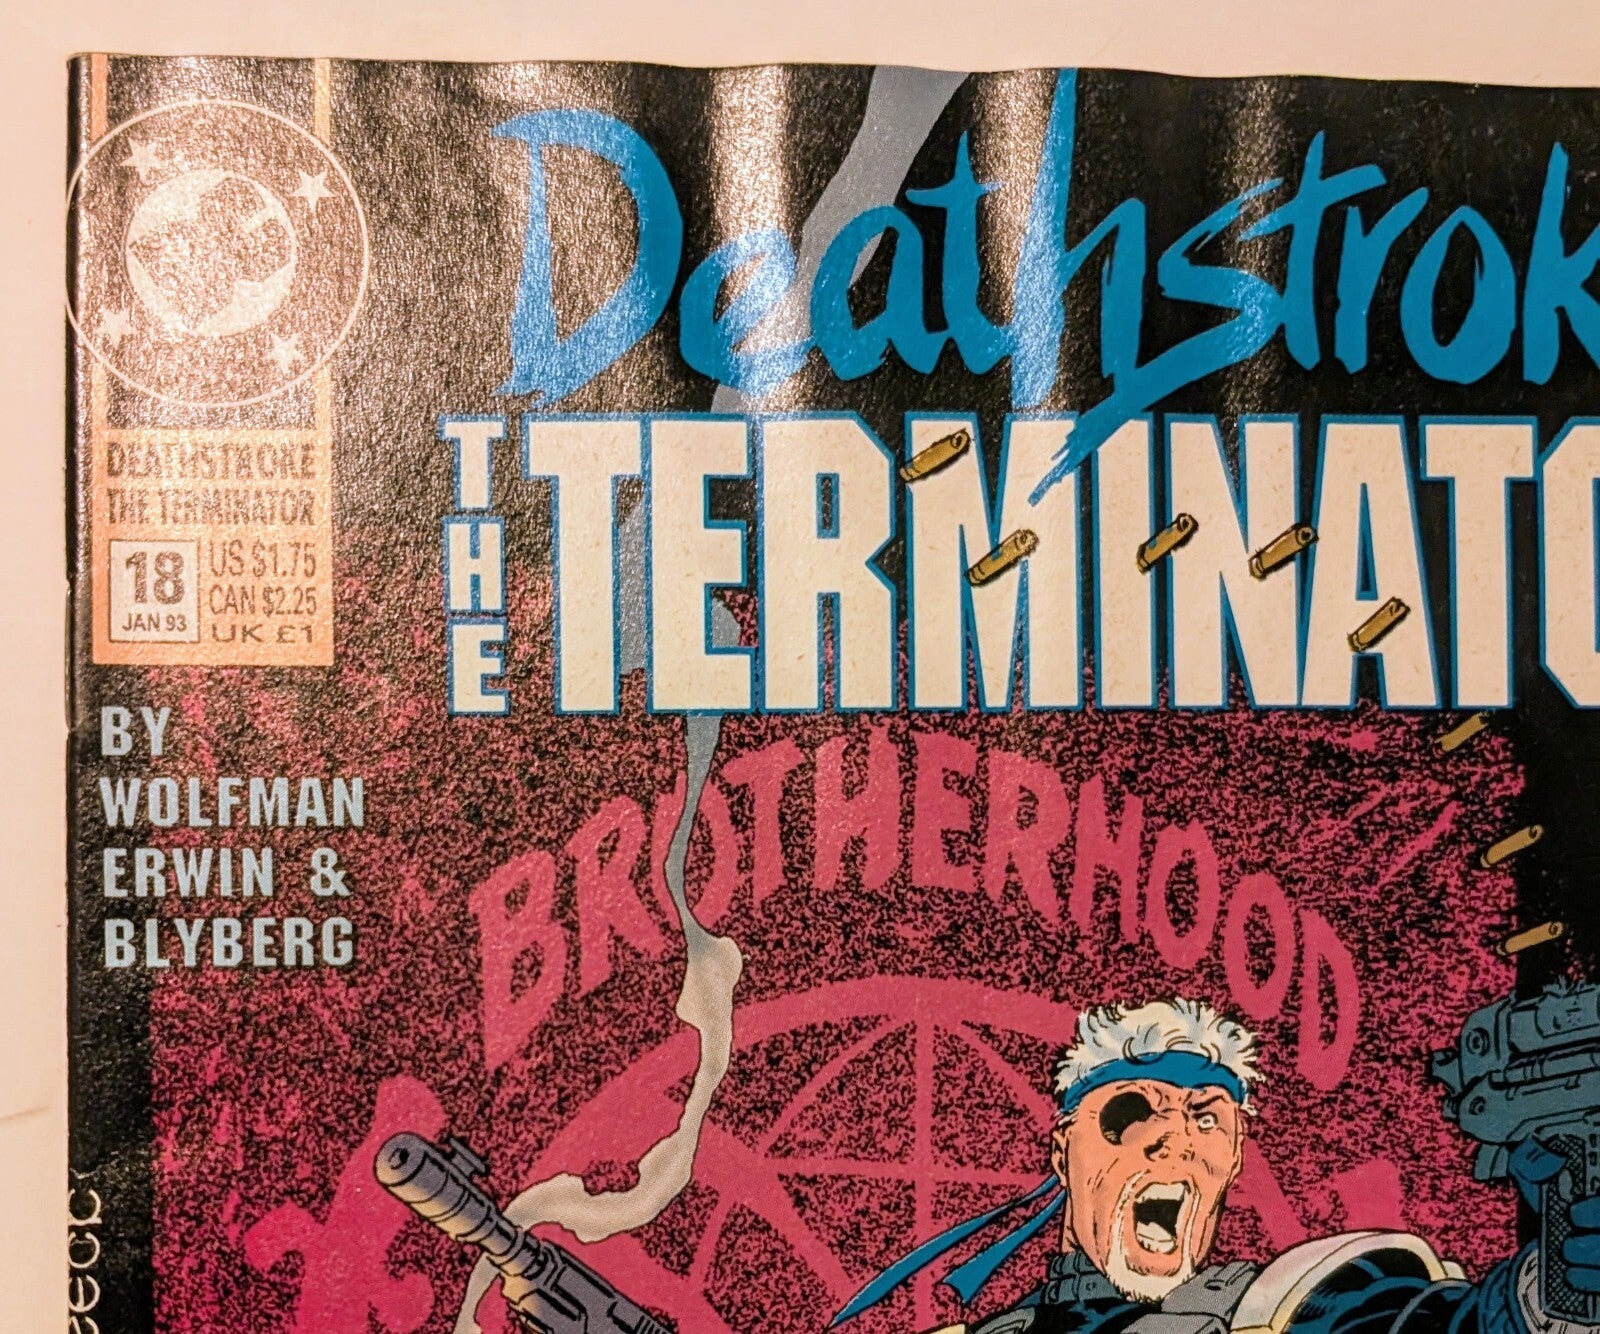 Deathstrok
THE TERMINATO
DEATHSTROKE
THE TERMINATOR
18
JAN 93
US $1.75
CAN $2.25
UK £1
BY
WOLFMAN
ERWIN &
BLYBERG
BROTHERHOOD